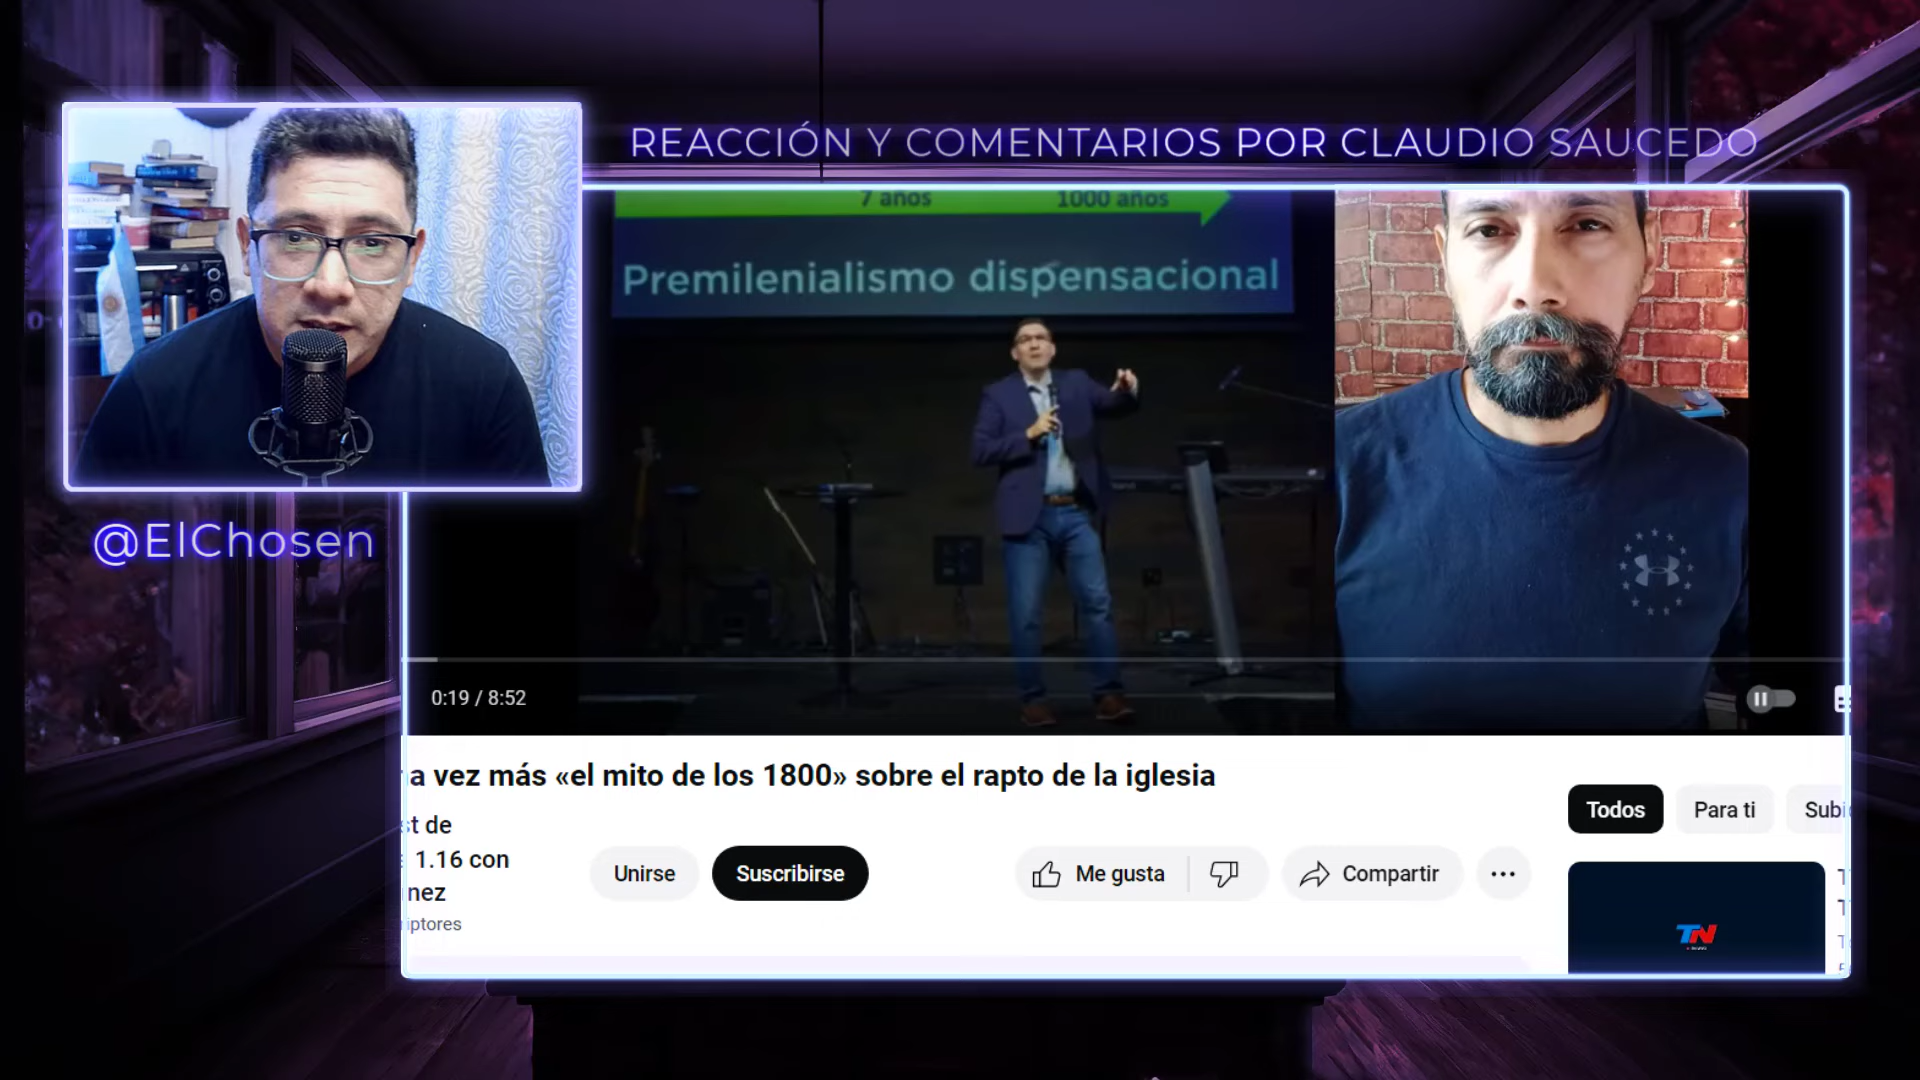 REACCIÓN Y COMENTARIOS POR CLAUDIO SAUCEDO
@ElChosen
7 años
1000 años
Premilenialismo dispensacional
0:19 / 8:52
a vez más «el mito de los 1800» sobre el rapto de la iglesia
st de
1.16 con
nez
iptores
Unirse
Suscribirse
Me gusta
Compartir
Todos
Para ti
Subi
TN